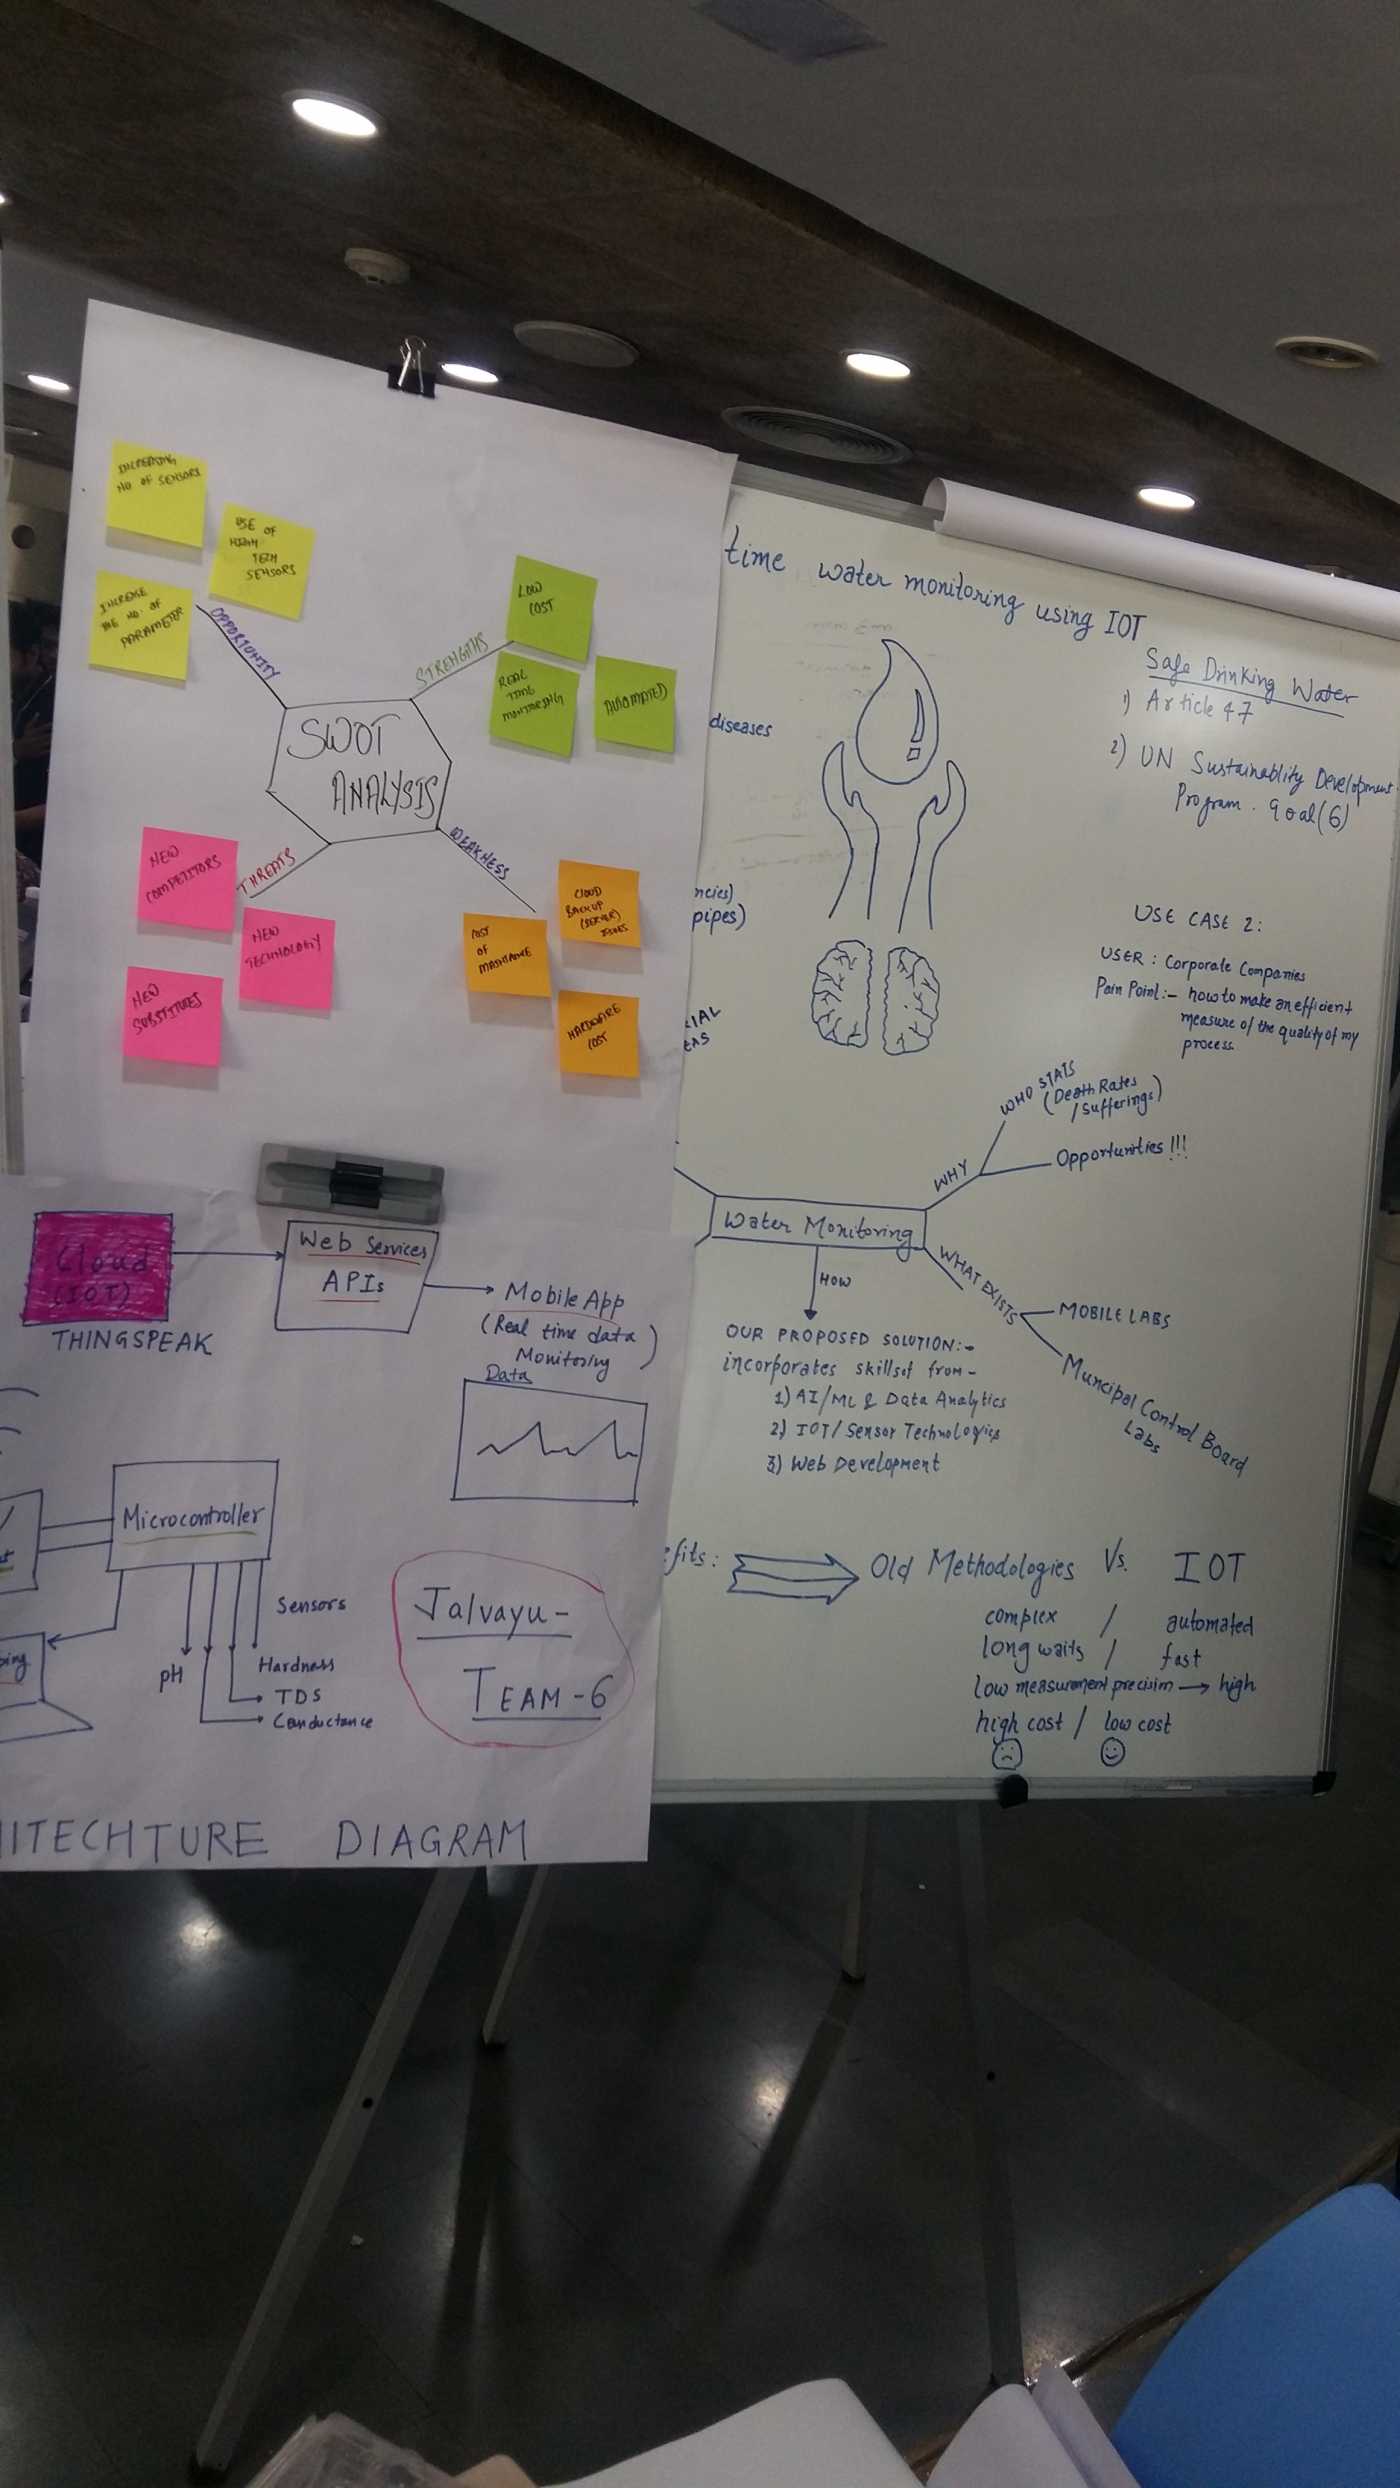 INCREASING
NO OF SENSORS
USE OF
HIGH
TECH
SENSORS
INCREASE
THE NO. OF
PARAMETER
OPPORTUNITY
STRENGTHS
LOW
COST
REAL
TIME
MONITORING
AUTOMATED
SWOT
ANALYSIS
THREATS
WEAKNESS
NEW
COMPETITORS
NEW
TECHNOLOGY
NEW
SUBSTITUTES
COST
OF
CLOUD
BACKUP
(SERVER)
ISSUES
HARDWARE
COST
Cloud
(IOT)
THINGSPEAK
Web Services
APIs
Mobile App
(Real time data
Monitoring)
Data
Microcontroller
Sensors
pH
Hardness
TDS
Conductance
Jalvayu-
TEAM-6
HITECHTURE DIAGRAM
time water monitoring using IOT
Safe Drinking Water
1) Article 47
2) UN Sustainablity Development
Program. Goal(6)
diseases
ncies)
pipes)
RIAL
EAS
USE CASE 2:
USER: Corporate Companies
Pain Point:- how to make an efficient
measure of the quality of my
process.
WHO STATS
(Death Rates
/Sufferings)
WHY
Opportunities!!!
Water Monitoring
HOW
WHAT EXISTS
MOBILE LABS
Muncipal Control Board
Labs
OUR PROPOSED SOLUTION:-
incorporates skillset from-
1) AI/ML & Data Analytics
2) IOT/Sensor Technologies
3) Web Development
efits:
Old Methodologies Vs. IOT
complex / automated
long waits / fast
low measurement precision → high
high cost / low cost